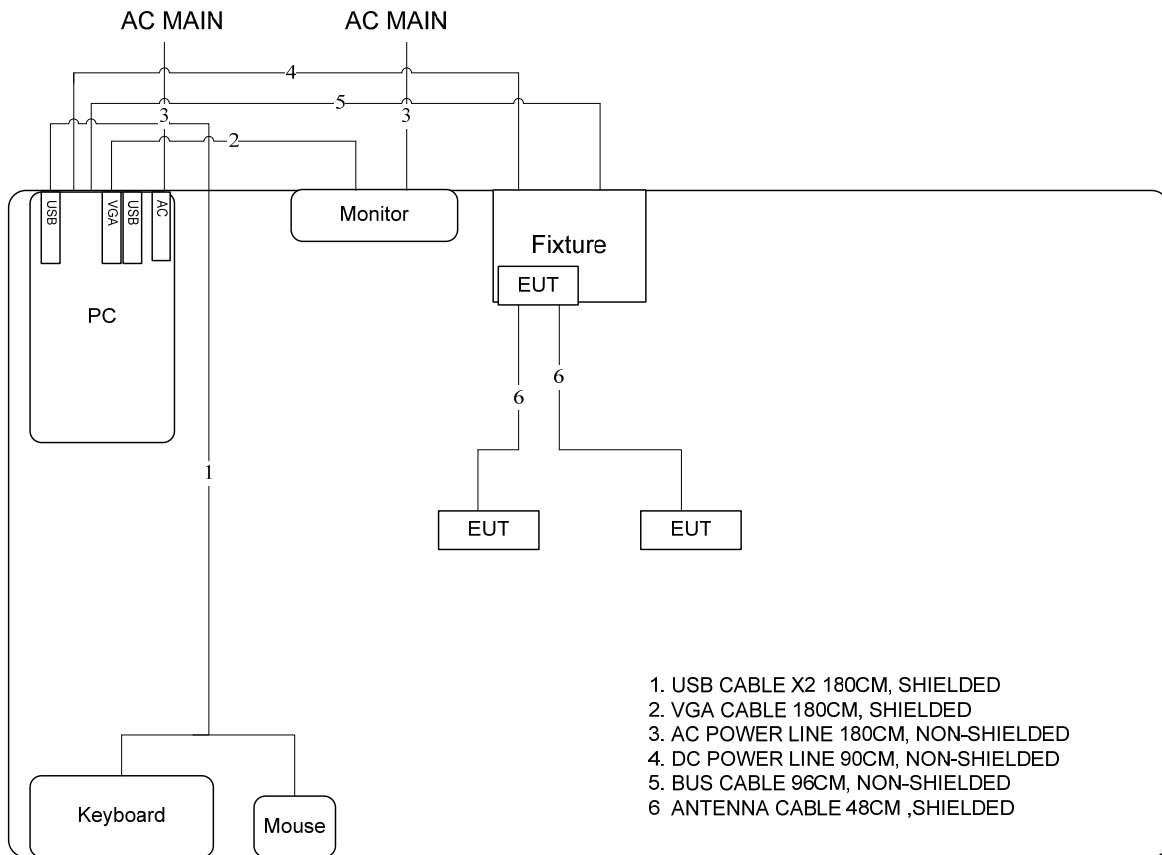 AC MAIN AC MAIN
4
5
3 3
2
USB VGA USB AC
Monitor
Fixture
EUT
PC
6
6
1
EUT EUT
1. USB CABLE X2 180CM, SHIELDED
2. VGA CABLE 180CM, SHIELDED
3. AC POWER LINE 180CM, NON-SHIELDED
4. DC POWER LINE 90CM, NON-SHIELDED
5. BUS CABLE 96CM, NON-SHIELDED
6 ANTENNA CABLE 48CM ,SHIELDED
Keyboard
Mouse